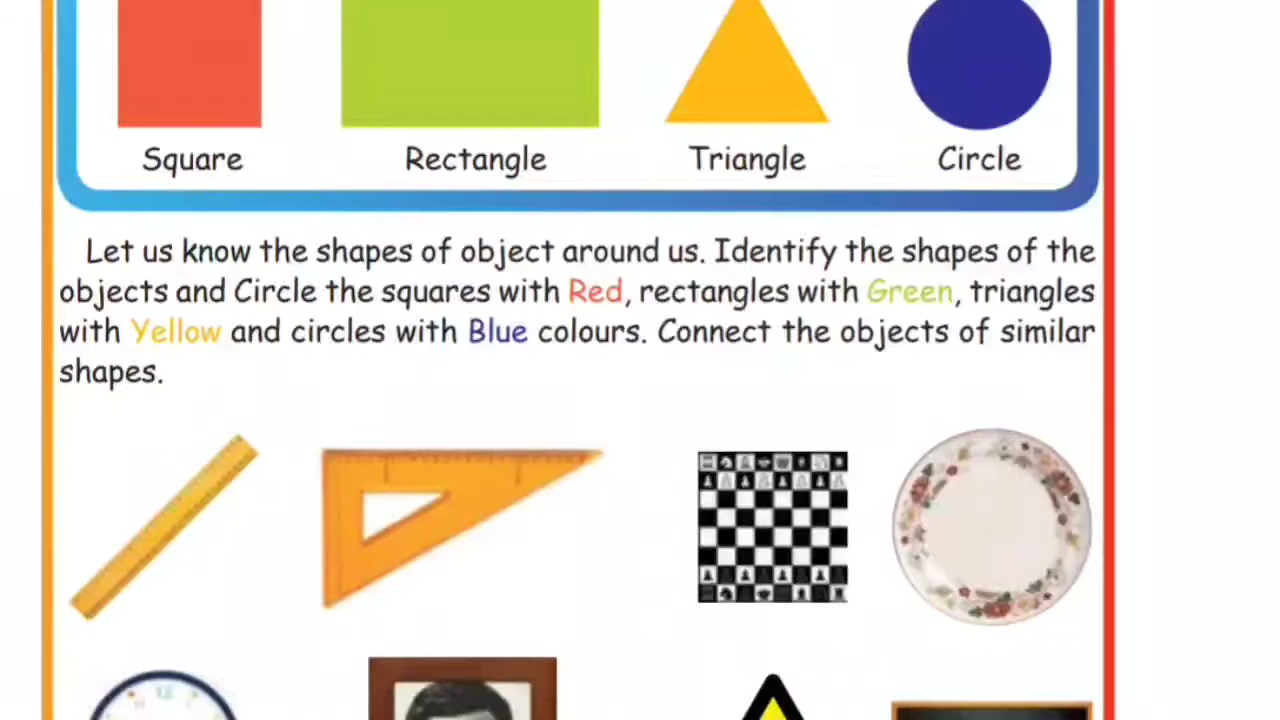 Square Rectangle Triangle Circle
Let us know the shapes of object around us. Identify the shapes of the
objects and Circle the squares with Red, rectangles with Green, triangles
with Yellow and circles with Blue colours. Connect the objects of similar
shapes.
12